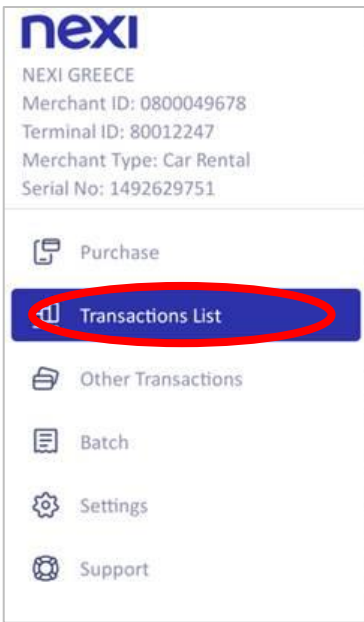 nexi
NEXI GREECE
Merchant ID: 0800049678
Terminal ID: 80012247
Merchant Type: Car Rental
Serial No: 1492629751
Purchase
Transactions List
Other Transactions
Batch
Settings
Support